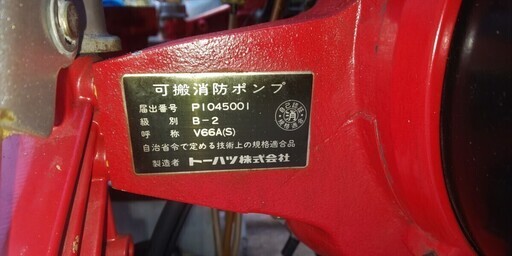 可搬消防ポンプ
届出番号 P1045001
級別 B-2
呼称 V66A(S)
自治省令で定める技術上の規格適合品
製造者 トーハツ株式会社
消